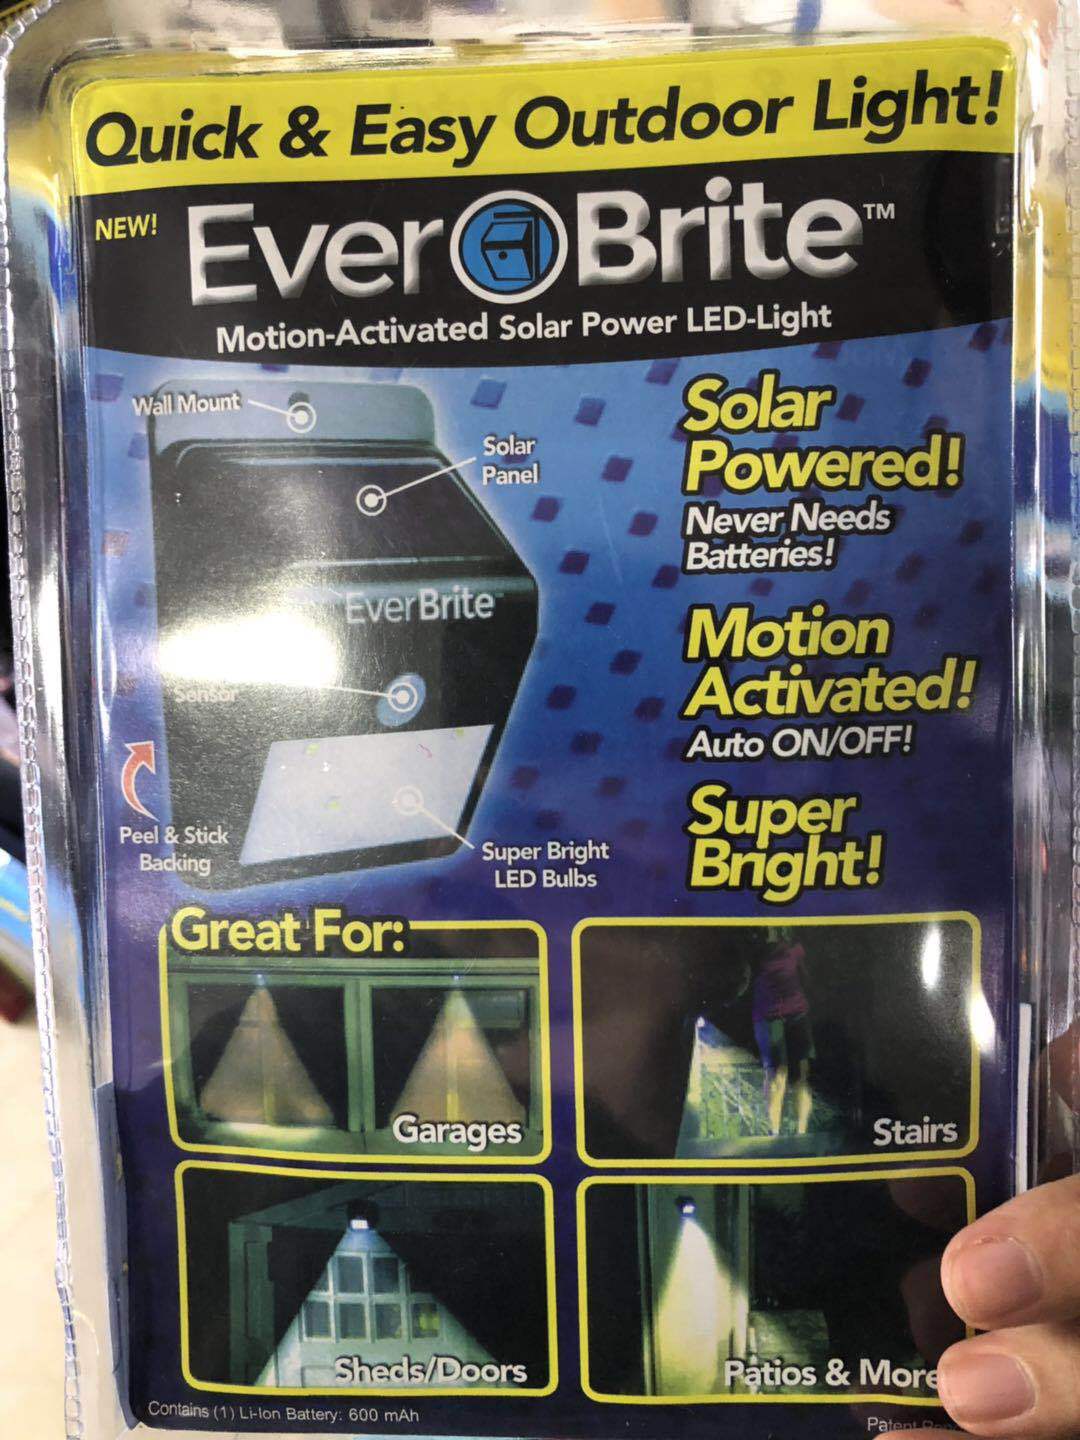 Quick & Easy Outdoor Light!
NEW!
EverBrite™
Motion-Activated Solar Power LED-Light
Wall Mount
Solar
Panel
EverBrite
Sensor
Peel & Stick
Backing
Super Bright
LED Bulbs
Solar
Powered!
Never Needs
Batteries!
Motion
Activated!
Auto ON/OFF!
Super
Bright!
Great For:
Garages
Stairs
Sheds/Doors
Patios & More
Contains (1) Li-Ion Battery: 600 mAh
Patent